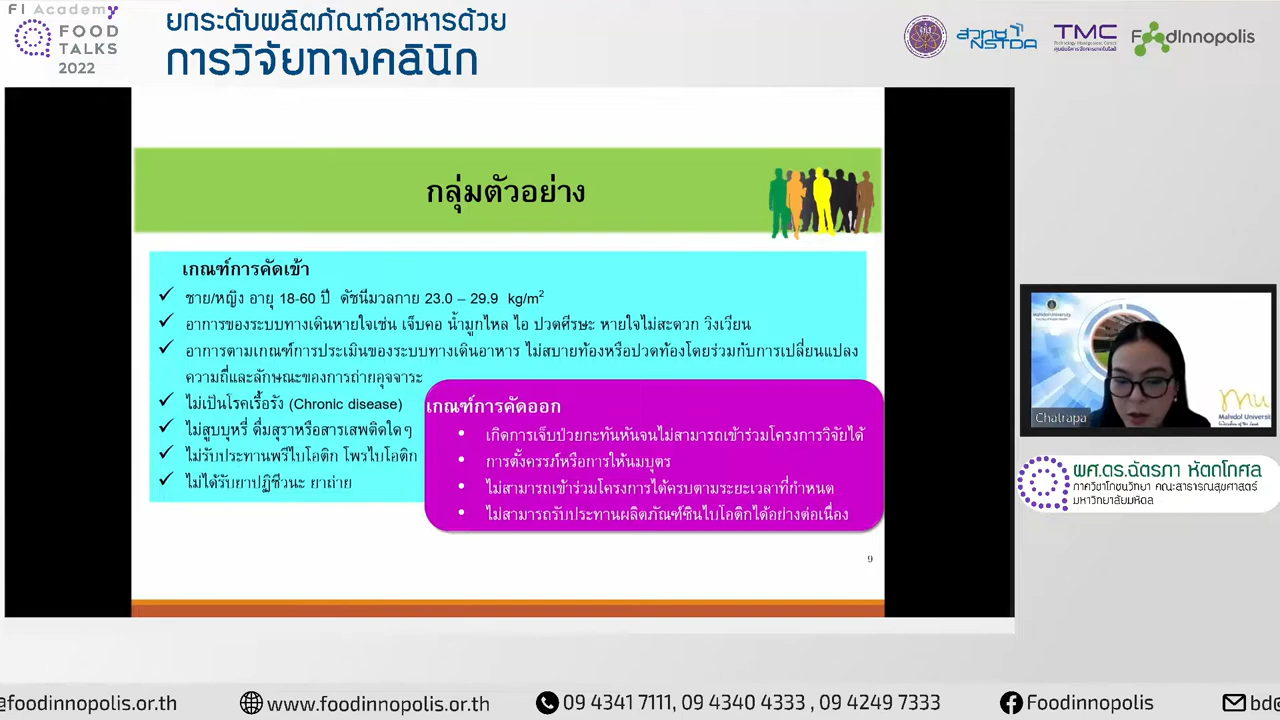 FI Academy
FOOD
TALKS
2022
ยกระดับผลิตภัณฑ์อาหารด้วย
การวิจัยทางคลินิก
สวทช
NSTDA
TMC
Technology Management Center
FoodInnopolis
กลุ่มตัวอย่าง
เกณฑ์การคัดเข้า
✓ ชาย/หญิง อายุ 18-60 ปี ดัชนีมวลกาย 23.0 – 29.9 kg/m²
✓ อาการของระบบทางเดินหายใจเช่น เจ็บคอ น้ำมูกไหล ไอ ปวดศีรษะ หายใจไม่สะดวก วิงเวียน
✓ อาการตามเกณฑ์การประเมินของระบบทางเดินอาหาร ไม่สบายท้องหรือปวดท้องโดยร่วมกับการเปลี่ยนแปลง
ความถี่และลักษณะของการถ่ายอุจจาระ
✓ ไม่เป็นโรคเรื้อรัง (Chronic disease)
✓ ไม่สูบบุหรี่ ดื่มสุราหรือสารเสพติดใดๆ
✓ ไม่รับประทานพรีไบโอติก โพรไบโอติก
✓ ไม่ได้รับยาปฏิชีวนะ ยาถ่าย
เกณฑ์การคัดออก
• เกิดการเจ็บป่วยกะทันหันจนไม่สามารถเข้าร่วมโครงการวิจัยได้
• การตั้งครรภ์หรือการให้นมบุตร
• ไม่สามารถเข้าร่วมโครงการได้ครบตามระยะเวลาที่กำหนด
• ไม่สามารถรับประทานผลิตภัณฑ์ซินไบโอติกได้อย่างต่อเนื่อง
9
Mahidol University
mu
Mahidol Universit
Chatrapa
ผศ.ดร.ฉัตรภา หัตถโกศล
ภาควิชาโภชนวิทยา คณะสาธารณสุขศาสตร์
มหาวิทยาลัยมหิดล
@foodinnopolis.or.th
www.foodinnopolis.or.th
09 4341 7111, 09 4340 4333 , 09 4249 7333
Foodinnopolis